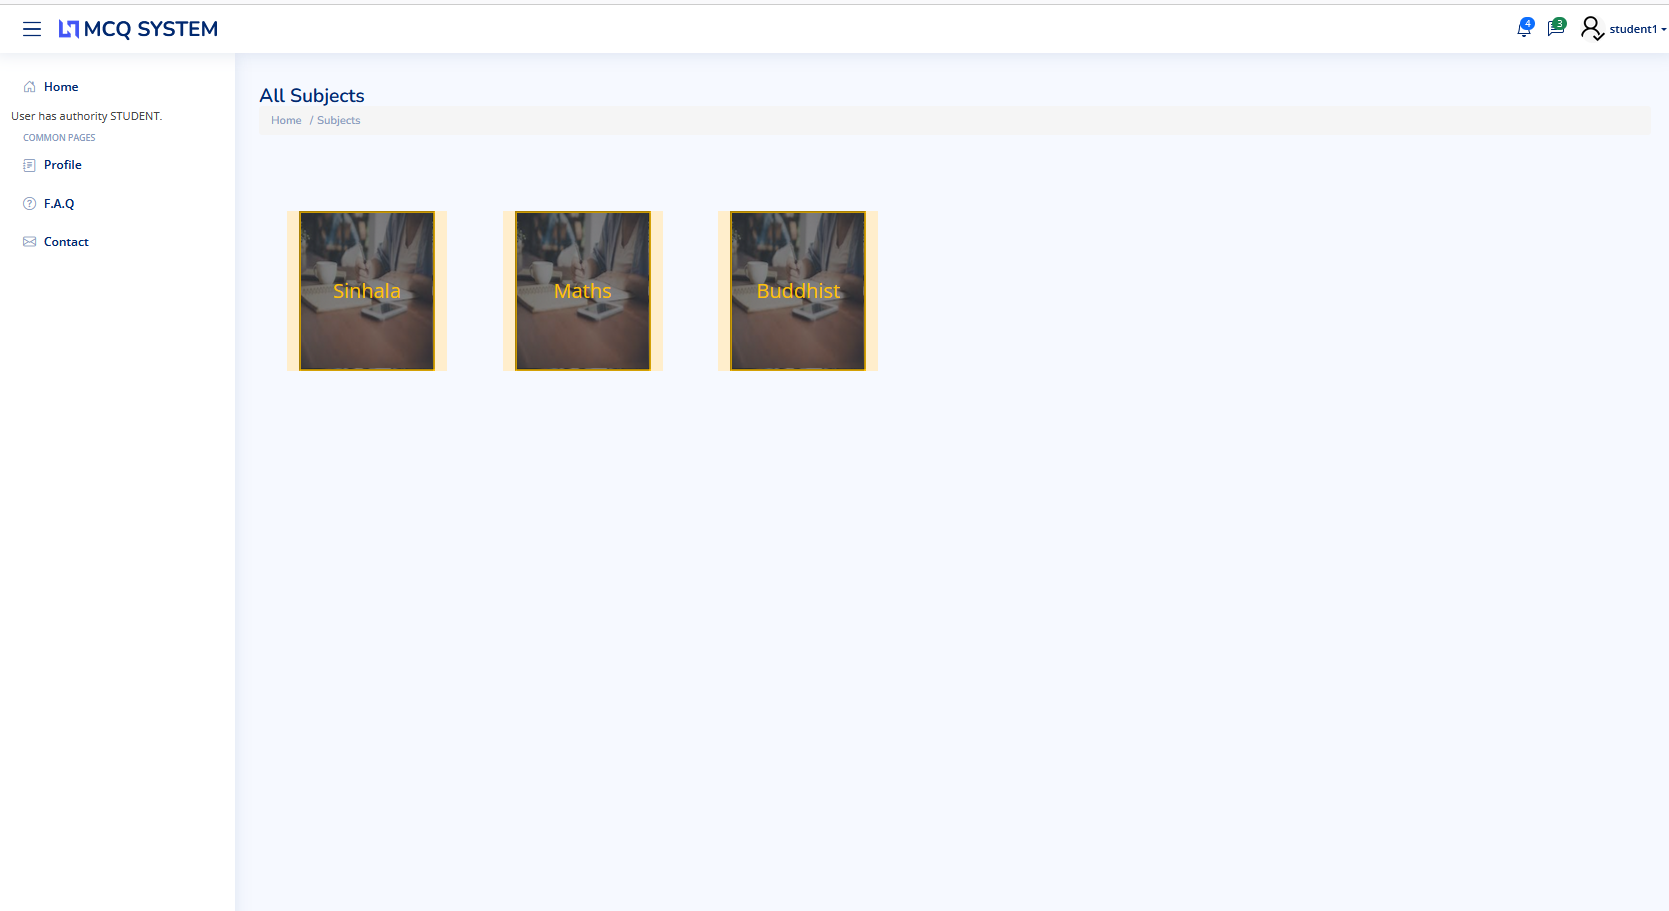 MCQ SYSTEM
4
3
student1
Home
User has authority STUDENT.
COMMON PAGES
Profile
F.A.Q
Contact
All Subjects
Home / Subjects
Sinhala
Maths
Buddhist